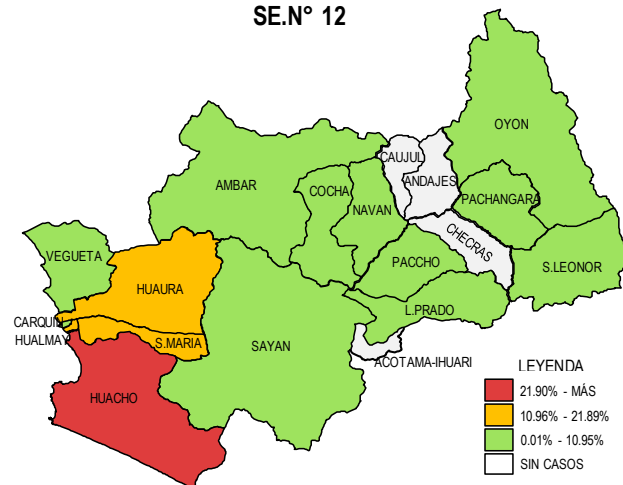 SE.N° 12
OYON
CAUJUL
ANDAJES
AMBAR
COCHA
NAVAN
PACHANGARA
CHECRAS
VEGUETA
HUAURA
PACCHO
S.LEONOR
L.PRADO
CARQUIN
HUALMAY
S.MARIA
SAYAN
ACOTAMA-IHUARI
HUACHO
LEYENDA
21.90% - MÁS
10.96% - 21.89%
0.01% - 10.95%
SIN CASOS